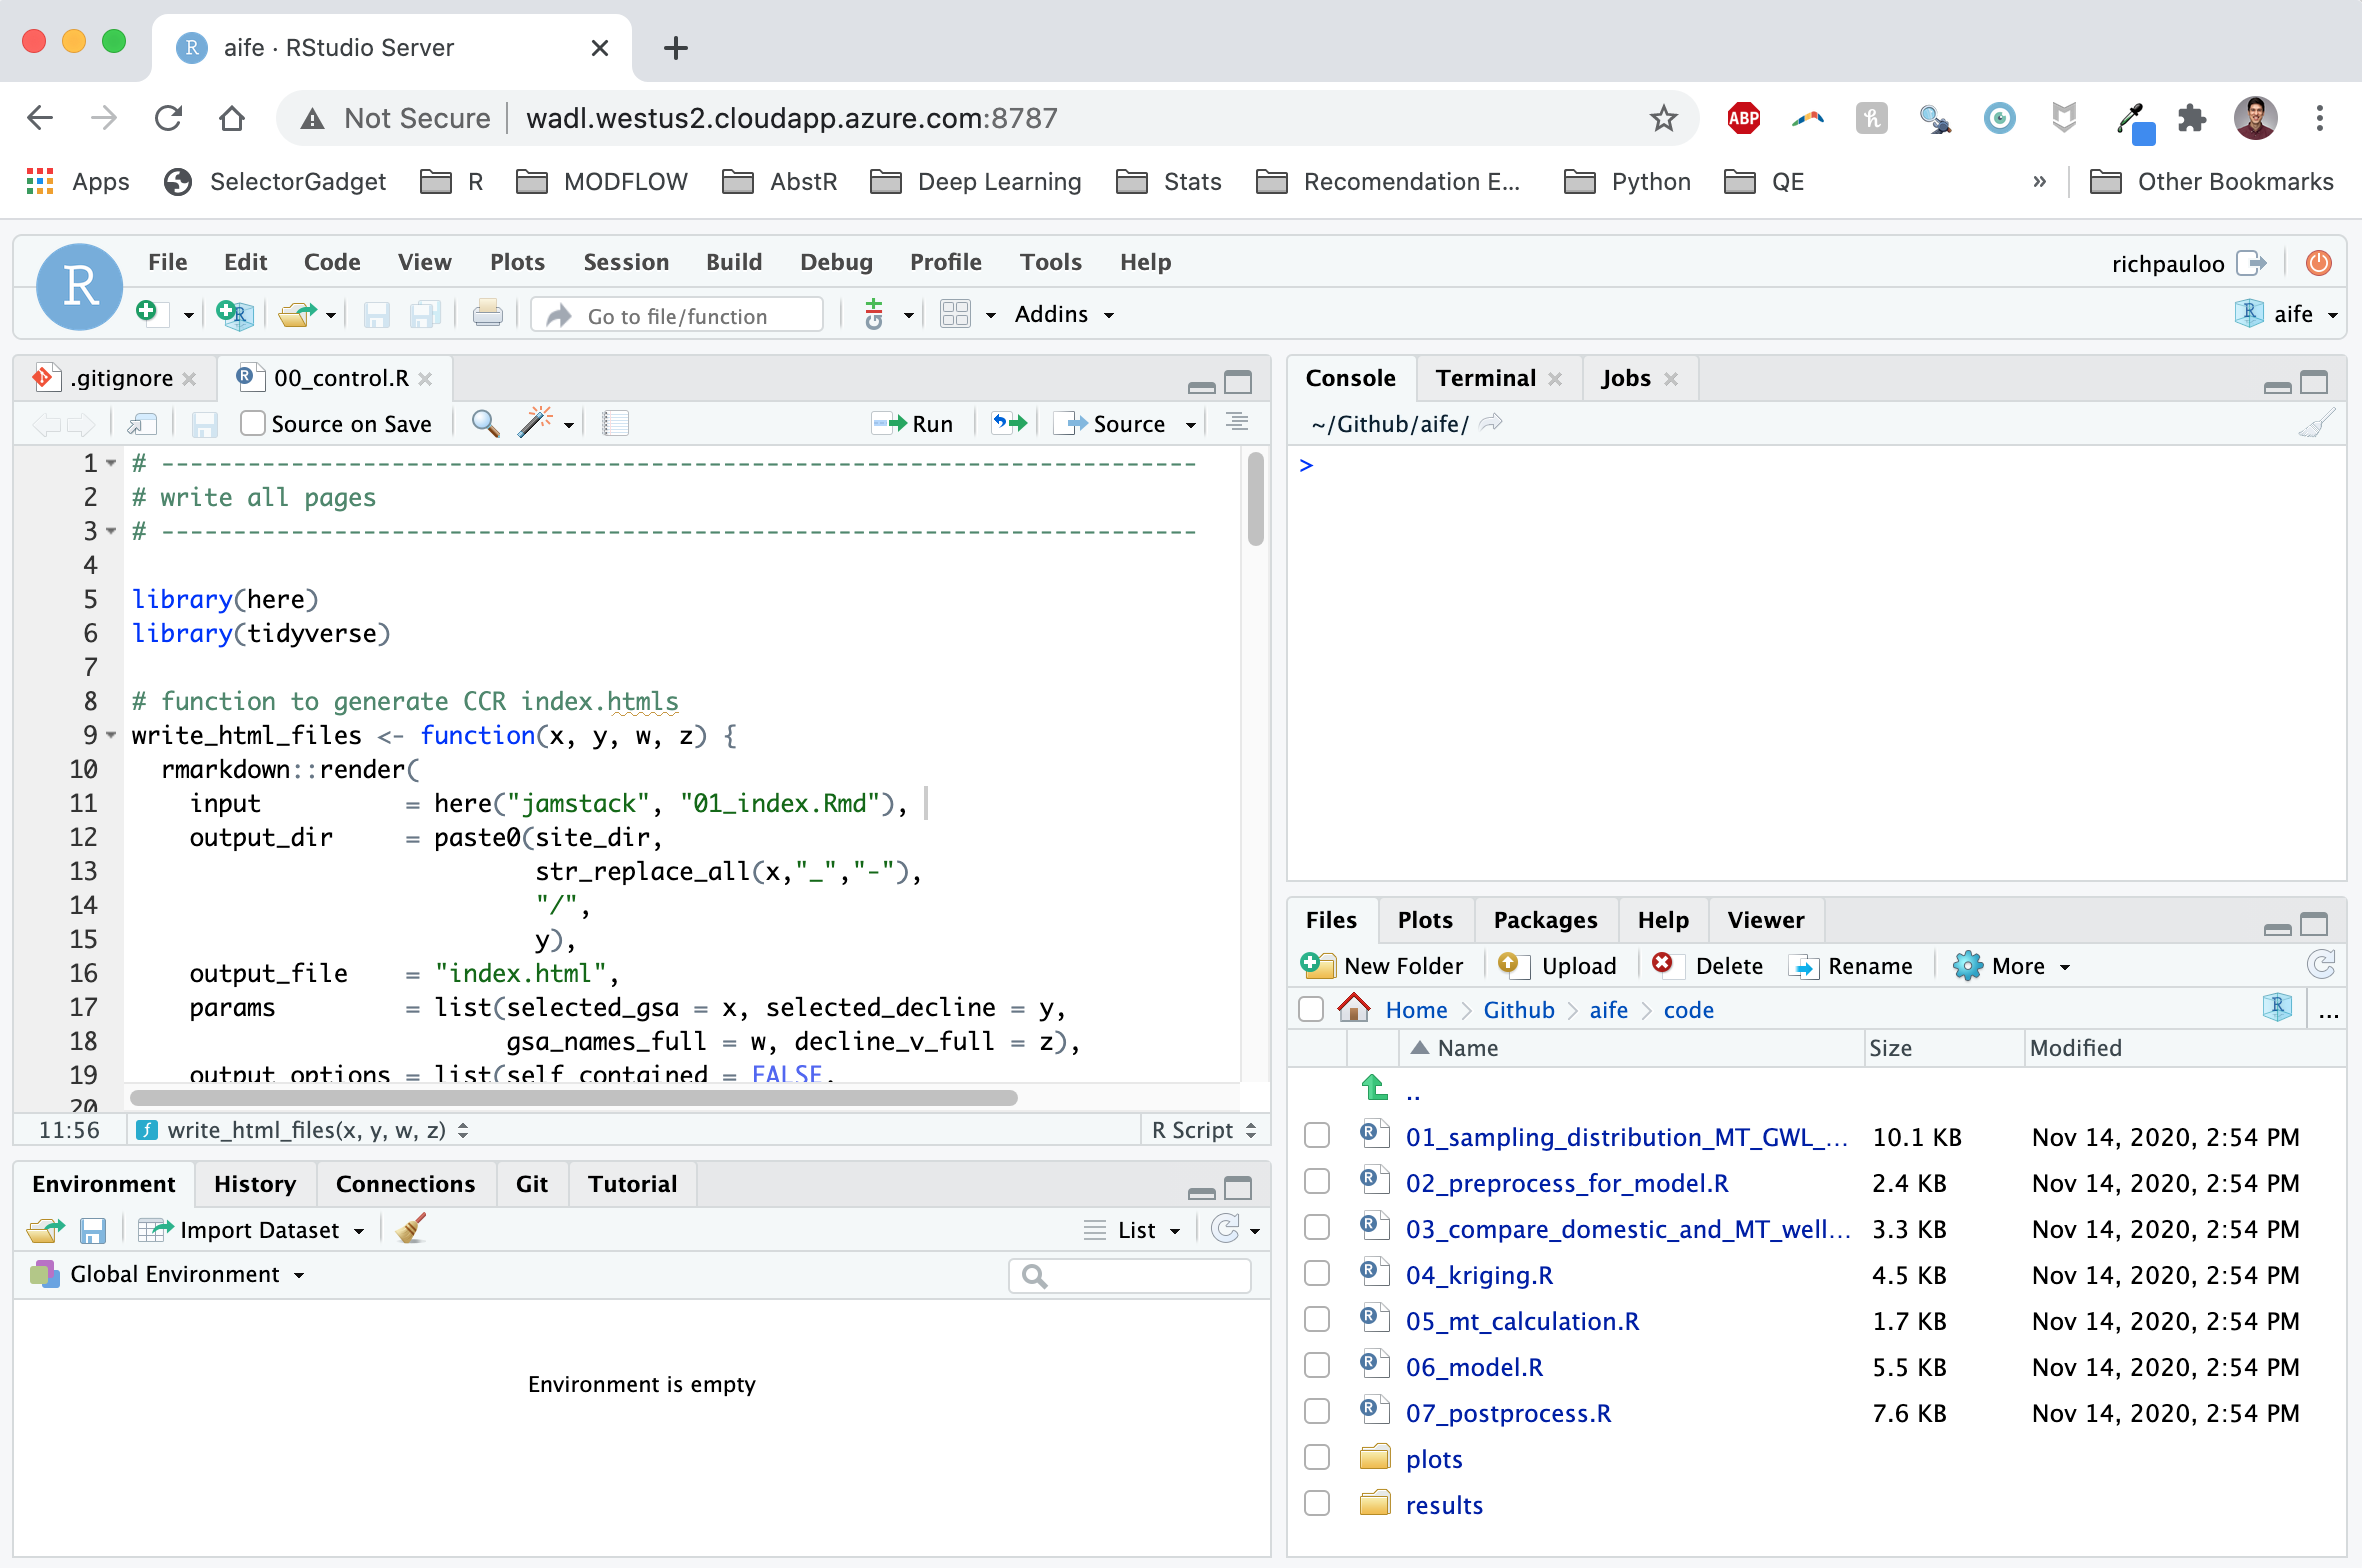 aife · RStudio Server
Not Secure | wadl.westus2.cloudapp.azure.com:8787
ABP
Apps SelectorGadget R MODFLOW AbstR Deep Learning Stats Recomendation E... Python QE » Other Bookmarks
R File Edit Code View Plots Session Build Debug Profile Tools Help richpauloo
Go to file/function Addins aife
.gitignore 00_control.R
Source on Save Run Source
1 # ------------------------------------------------------------------------
2 # write all pages
3 # ------------------------------------------------------------------------
4
5 library(here)
6 library(tidyverse)
7
8 # function to generate CCR index.htmls
9 write_html_files <- function(x, y, w, z) {
10 rmarkdown::render(
11 input = here("jamstack", "01_index.Rmd"),
12 output_dir = paste0(site_dir,
13 str_replace_all(x,"_","-"),
14 "/",
15 y),
16 output_file = "index.html",
17 params = list(selected_gsa = x, selected_decline = y,
18 gsa_names_full = w, decline_v_full = z),
19 output_options = list(self_contained = FALSE,
20
11:56 write_html_files(x, y, w, z) R Script
Environment History Connections Git Tutorial
Import Dataset List
Global Environment
Environment is empty
Console Terminal Jobs
~/Github/aife/
>
Files Plots Packages Help Viewer
New Folder Upload Delete Rename More
Home Github aife code ...
Name Size Modified
..
01_sampling_distribution_MT_GWL_... 10.1 KB Nov 14, 2020, 2:54 PM
02_preprocess_for_model.R 2.4 KB Nov 14, 2020, 2:54 PM
03_compare_domestic_and_MT_well... 3.3 KB Nov 14, 2020, 2:54 PM
04_kriging.R 4.5 KB Nov 14, 2020, 2:54 PM
05_mt_calculation.R 1.7 KB Nov 14, 2020, 2:54 PM
06_model.R 5.5 KB Nov 14, 2020, 2:54 PM
07_postprocess.R 7.6 KB Nov 14, 2020, 2:54 PM
plots
results